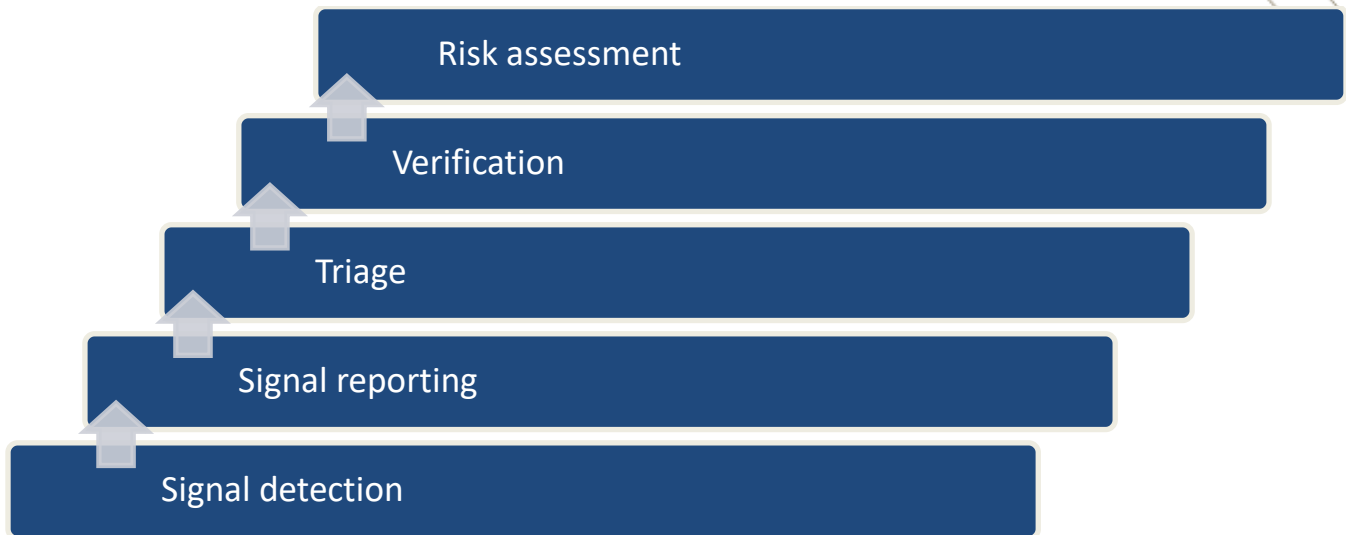 Risk assessment
Verification
Triage
Signal reporting
Signal detection